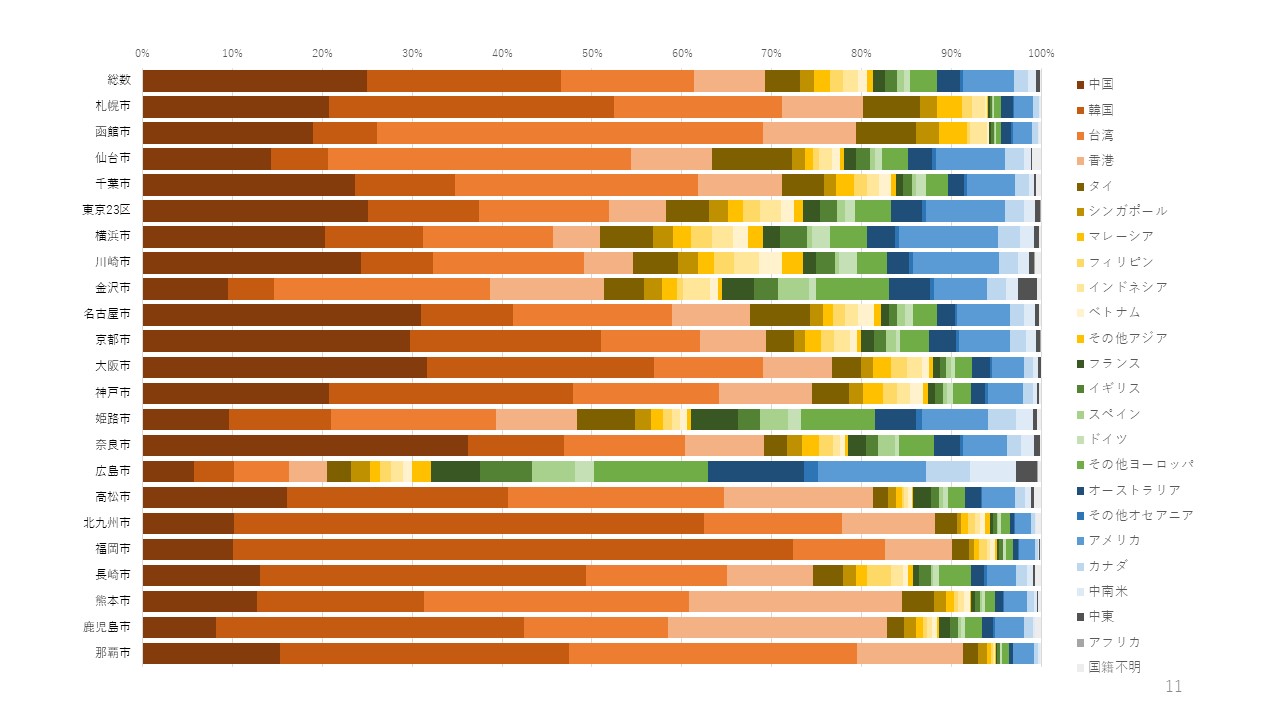 0% 10% 20% 30% 40% 50% 60% 70% 80% 90% 100%
総数
札幌市
函館市
仙台市
千葉市
東京23区
横浜市
川崎市
金沢市
名古屋市
京都市
大阪市
神戸市
姫路市
奈良市
広島市
高松市
北九州市
福岡市
長崎市
熊本市
鹿児島市
那覇市
中国
韓国
台湾
香港
タイ
シンガポール
マレーシア
フィリピン
インドネシア
ベトナム
その他アジア
フランス
イギリス
スペイン
ドイツ
その他ヨーロッパ
オーストラリア
その他オセアニア
アメリカ
カナダ
中南米
中東
アフリカ
国籍不明
11